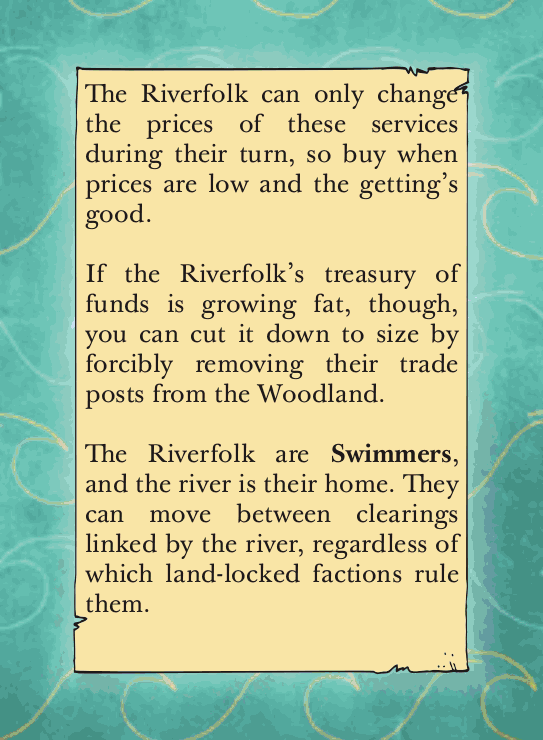 The Riverfolk can only change
the prices of these services
during their turn, so buy when
prices are low and the getting’s
good.
If the Riverfolk’s treasury of
funds is growing fat, though,
you can cut it down to size by
forcibly removing their trade
posts from the Woodland.
The Riverfolk are Swimmers,
and the river is their home. They
can move between clearings
linked by the river, regardless of
which land-locked factions rule
them.